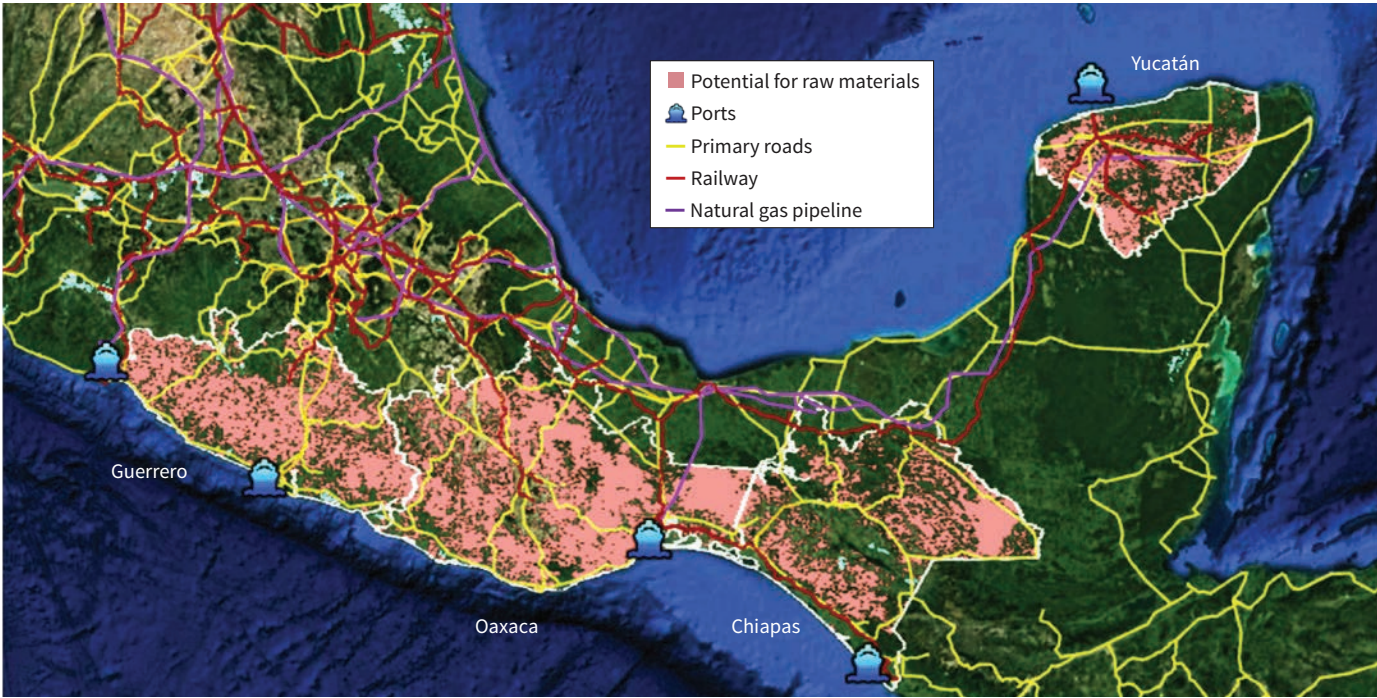 Yucatán
Potential for raw materials
Ports
Primary roads
Railway
Natural gas pipeline
Guerrero
Oaxaca
Chiapas